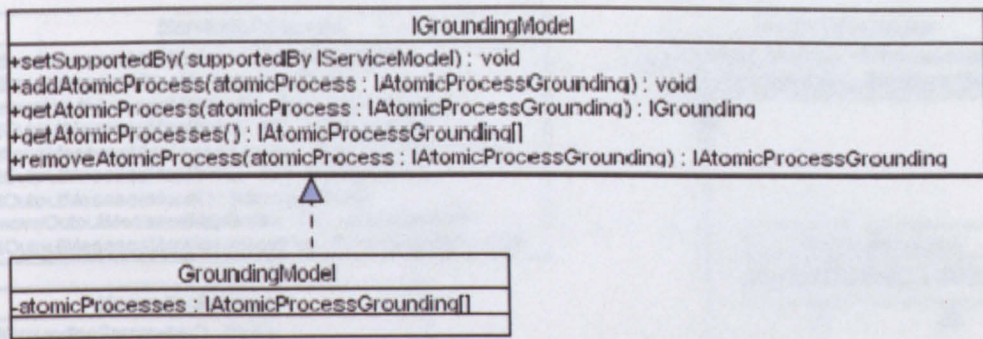 IGroundingModel
+setSupportedBy(supportedBy IServiceModel) : void
+addAtomicProcess(atomicProcess : IAtomicProcessGrounding) : void
+getAtomicProcess(atomicProcess : IAtomicProcessGrounding) : IGrounding
+getAtomicProcesses() : IAtomicProcessGrounding[]
+removeAtomicProcess(atomicProcess : IAtomicProcessGrounding) : IAtomicProcessGrounding
GroundingModel
-atomicProcesses : IAtomicProcessGrounding[]